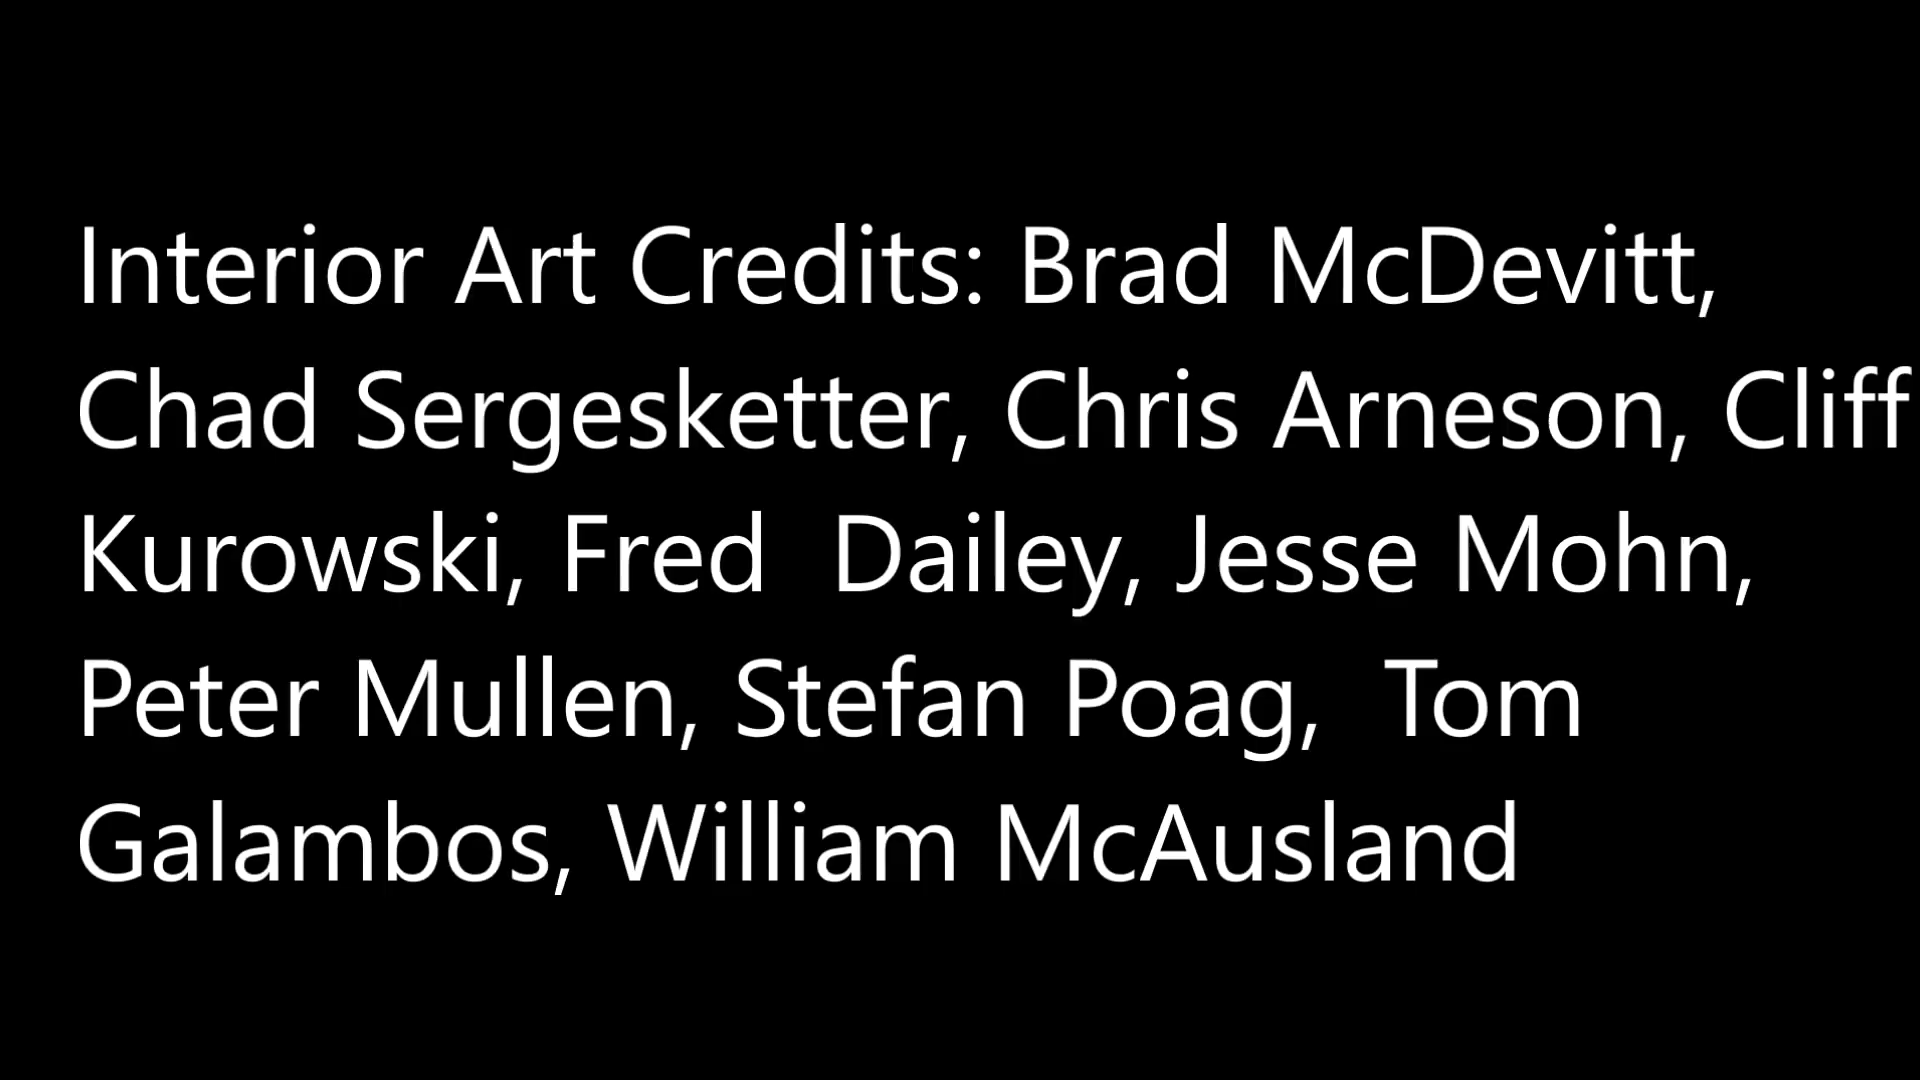 Interior Art Credits: Brad McDevitt,
Chad Sergesketter, Chris Arneson, Cliff
Kurowski, Fred  Dailey, Jesse Mohn,
Peter Mullen, Stefan Poag,  Tom
Galambos, William McAusland